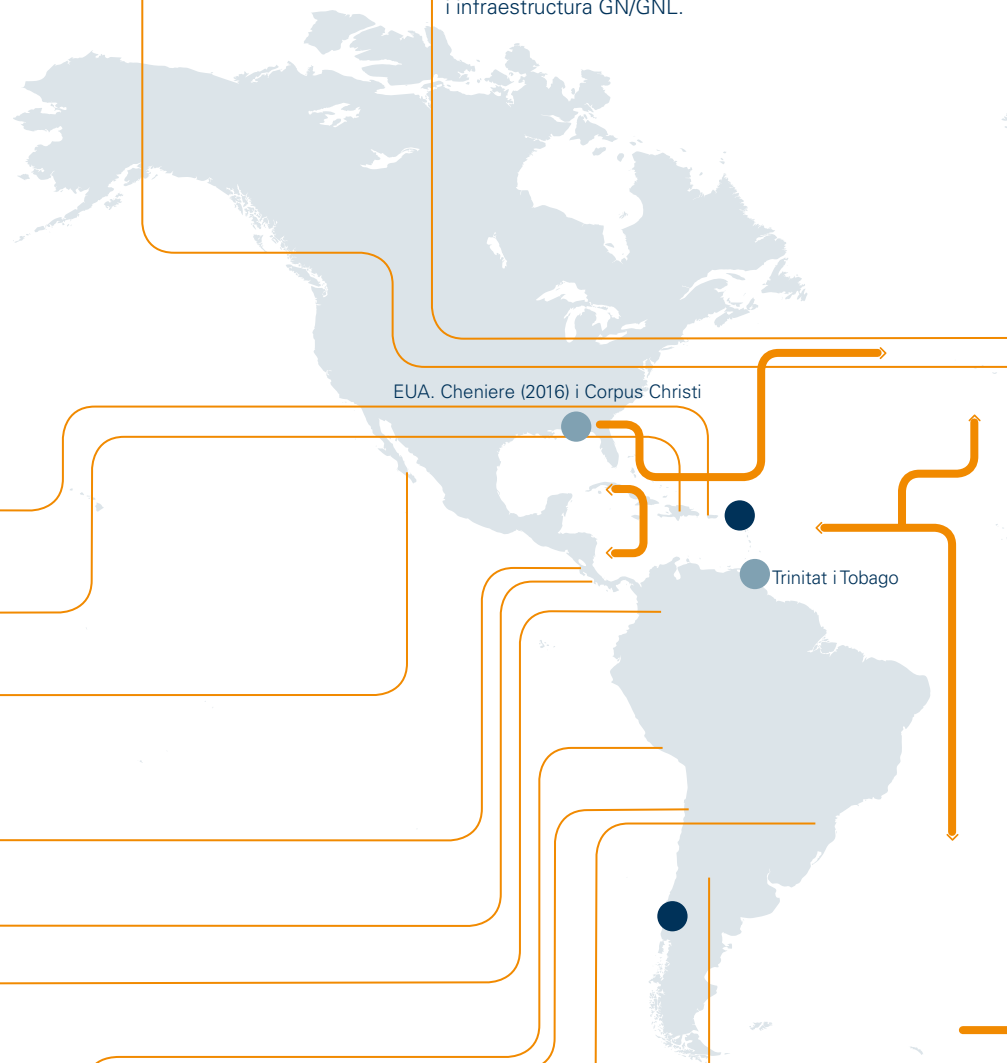 i infraestructura GN/GNL.
EUA. Cheniere (2016) i Corpus Christi
Trinitat i Tobago